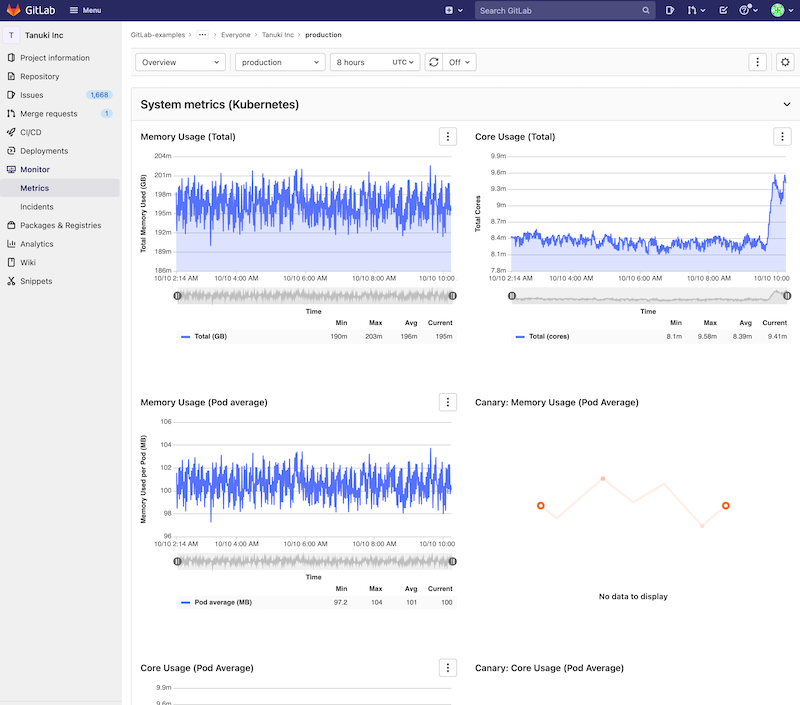 GitLab
Menu
Search GitLab
T Tanuki Inc
Project information
Repository
Issues 1,668
Merge requests 1
CI/CD
Deployments
Monitor
Metrics
Incidents
Packages & Registries
Analytics
Wiki
Snippets
GitLab-examples > ··· > Everyone > Tanuki Inc > production
Overview production 8 hours UTC Off
System metrics (Kubernetes)
Memory Usage (Total)
Total Memory Used (GB)
204m
201m
198m
195m
192m
189m
186m
10/10 2:14 AM 10/10 4:00 AM 10/10 6:00 AM 10/10 8:00 AM 10/10 10:00
Time
Min Max Avg Current
Total (GB) 190m 203m 196m 195m
Core Usage (Total)
Total Cores
9.9m
9.6m
9.3m
9m
8.7m
8.4m
8.1m
7.8m
10/10 2:14 AM 10/10 4:00 AM 10/10 6:00 AM 10/10 8:00 AM 10/10 10:00
Time
Min Max Avg Current
Total (cores) 8.1m 9.58m 8.39m 9.41m
Memory Usage (Pod average)
Memory Used per Pod (MB)
106
104
102
100
98
96
10/10 2:14 AM 10/10 4:00 AM 10/10 6:00 AM 10/10 8:00 AM 10/10 10:00
Time
Min Max Avg Current
Pod average (MB) 97.2 104 101 100
Canary: Memory Usage (Pod Average)
No data to display
Core Usage (Pod Average)
9.9m
9.6m
Canary: Core Usage (Pod Average)